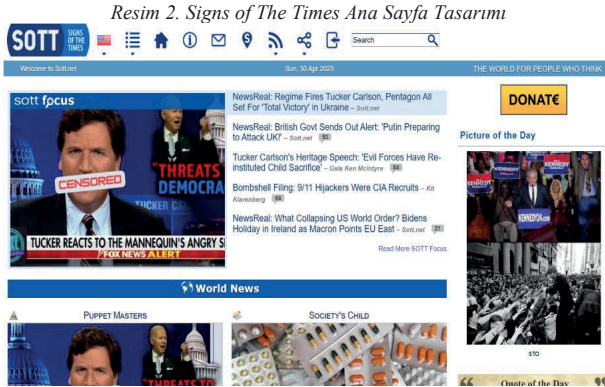 Resim 2. Signs of The Times Ana Sayfa Tasarımı
SOTT SIGNS OF THE TIMES
Search
Welcome to Sott.net
Sun, 30 Apr 2023
THE WORLD FOR PEOPLE WHO THINK
sott focus
CENSORED
"THREATS
DEMOCRA
TUCKER CA
TUCKER REACTS TO THE MANNEQUIN'S ANGRY S
FOX NEWS ALERT
NewsReal: Regime Fires Tucker Carlson, Pentagon All
Set For 'Total Victory' in Ukraine – Sott.net
NewsReal: British Govt Sends Out Alert: 'Putin Preparing
to Attack UK!' – Sott.net
Tucker Carlson's Heritage Speech: 'Evil Forces Have Re-
instituted Child Sacrifice' – Gaia Ken McIntyre
Bombshell Filing: 9/11 Hijackers Were CIA Recruits – Kit
Klarenberg
NewsReal: What Collapsing US World Order? Bidens
Holiday in Ireland as Macron Points EU East – Sott.net 21
Read More SOTT Focus
DONAT€
Picture of the Day
KENNEDY
KENNEDY
KENNEDY24.com
STO
World News
PUPPET MASTERS
SOCIETY'S CHILD
"THREATS TO
Quote of the Day